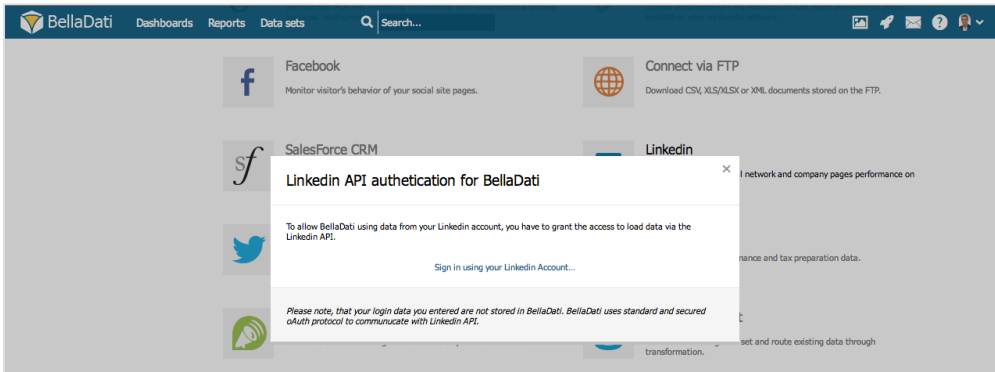 BellaDati Dashboards Reports Data sets Search...
Facebook
Monitor visitor's behavior of your social site pages.
Connect via FTP
Download CSV, XLS/XLSX or XML documents stored on the FTP.
SalesForce CRM
Linkedin
network and company pages performance on
Linkedin API authetication for BellaDati
To allow BellaDati using data from your Linkedin account, you have to grant the access to load data via the
Linkedin API.
Sign in using your Linkedin Account...
and tax preparation data.
Please note, that your login data you entered are not stored in BellaDati. BellaDati uses standard and secured
oAuth protocol to communucate with Linkedin API.
set and route existing data through
transformation.